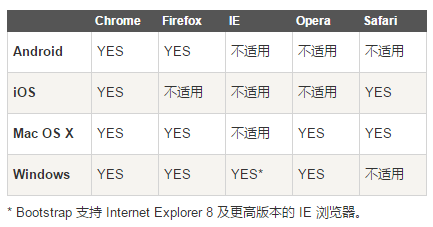 Chrome Firefox IE Opera Safari
Android YES YES 不适用 不适用 不适用
iOS YES 不适用 不适用 不适用 YES
Mac OS X YES YES 不适用 YES YES
Windows YES YES YES* YES 不适用
* Bootstrap 支持 Internet Explorer 8 及更高版本的 IE 浏览器。